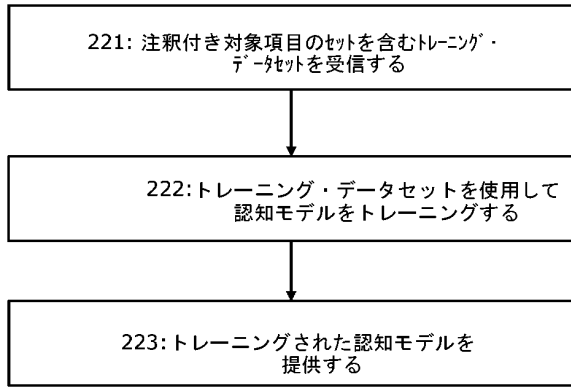 221: 注釈付き対象項目のｾｯﾄを含むﾄﾚｰﾆﾝｸﾞ・
ﾃﾞｰﾀｾｯﾄを受信する
222:トレーニング・データセットを使用して
認知モデルをトレーニングする
223:トレーニングされた認知モデルを
提供する